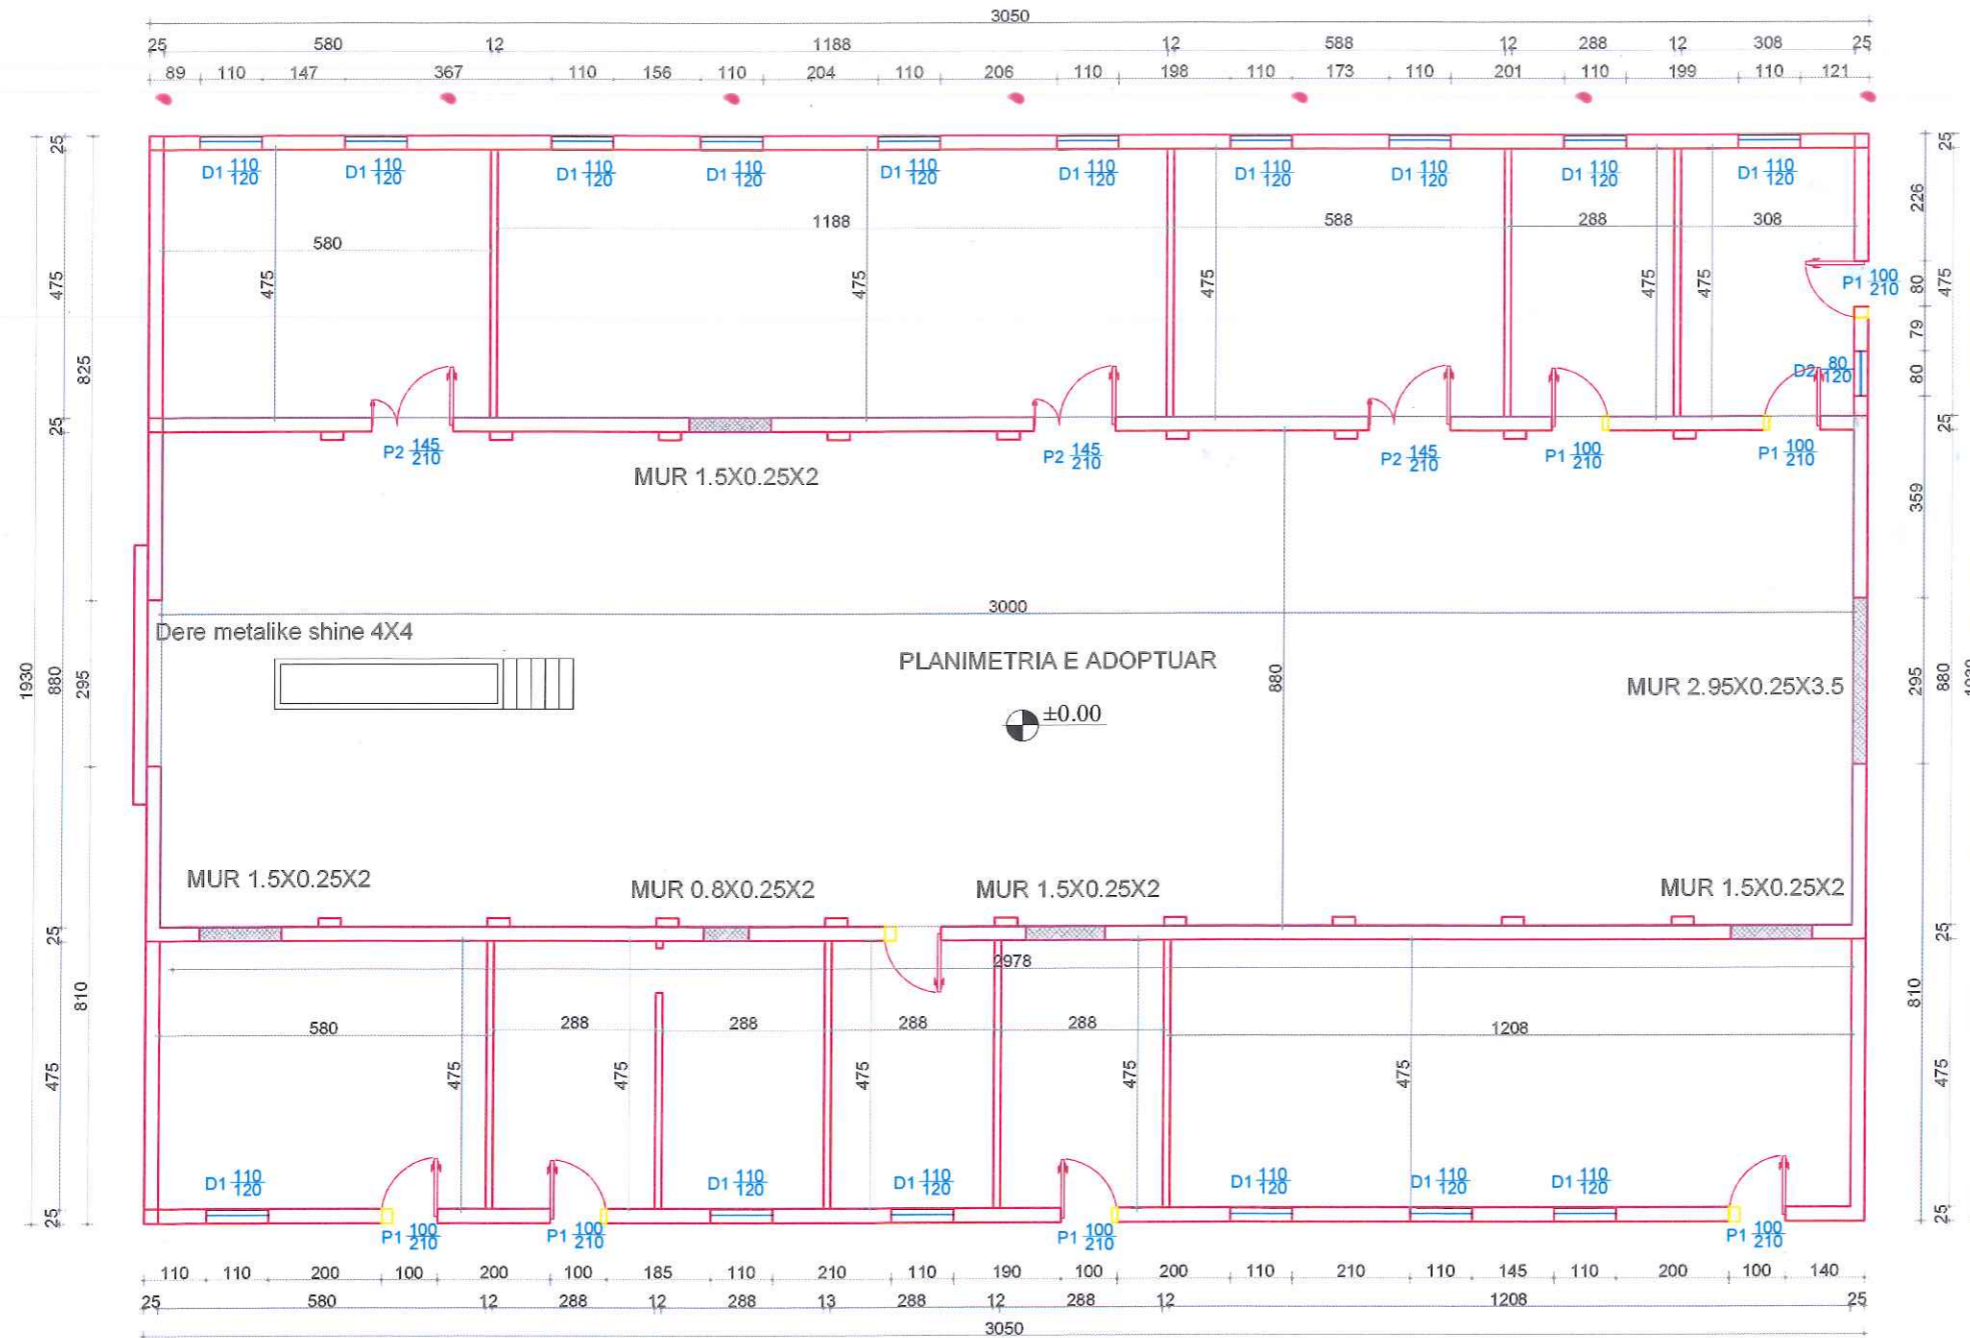 3050
25 580 12 1188 12 588 12 288 12 308 25
89 110 147 367 110 156 110 204 110 206 110 198 110 173 110 201 110 199 110 121
25 475 25 880 25 475 25
825 295 810
1930
25 475 25 880 25 475 25
226 80 79 80 359 295 810
D1 110/120 D1 110/120 D1 110/120 D1 110/120 D1 110/120 D1 110/120 D1 110/120 D1 110/120 D1 110/120 D1 110/120
580 1188 588 288 308
475 475 475 475 475
P1 100/210
D2 80/120
P2 145/210 P2 145/210 P2 145/210 P1 100/210 P1 100/210
MUR 1.5X0.25X2
3000
Dere metalike shine 4X4
PLANIMETRIA E ADOPTUAR
880
MUR 2.95X0.25X3.5
±0.00
MUR 1.5X0.25X2 MUR 0.8X0.25X2 MUR 1.5X0.25X2 MUR 1.5X0.25X2
2978
580 288 288 288 288 1208
475 475 475 475 475
D1 110/120 D1 110/120 D1 110/120 D1 110/120 D1 110/120 D1 110/120
P1 100/210 P1 100/210 P1 100/210 P1 100/210
110 110 200 100 200 100 185 110 210 110 190 100 200 110 210 110 145 110 200 100 140
25 580 12 288 12 288 13 288 12 288 12 1208 25
3050